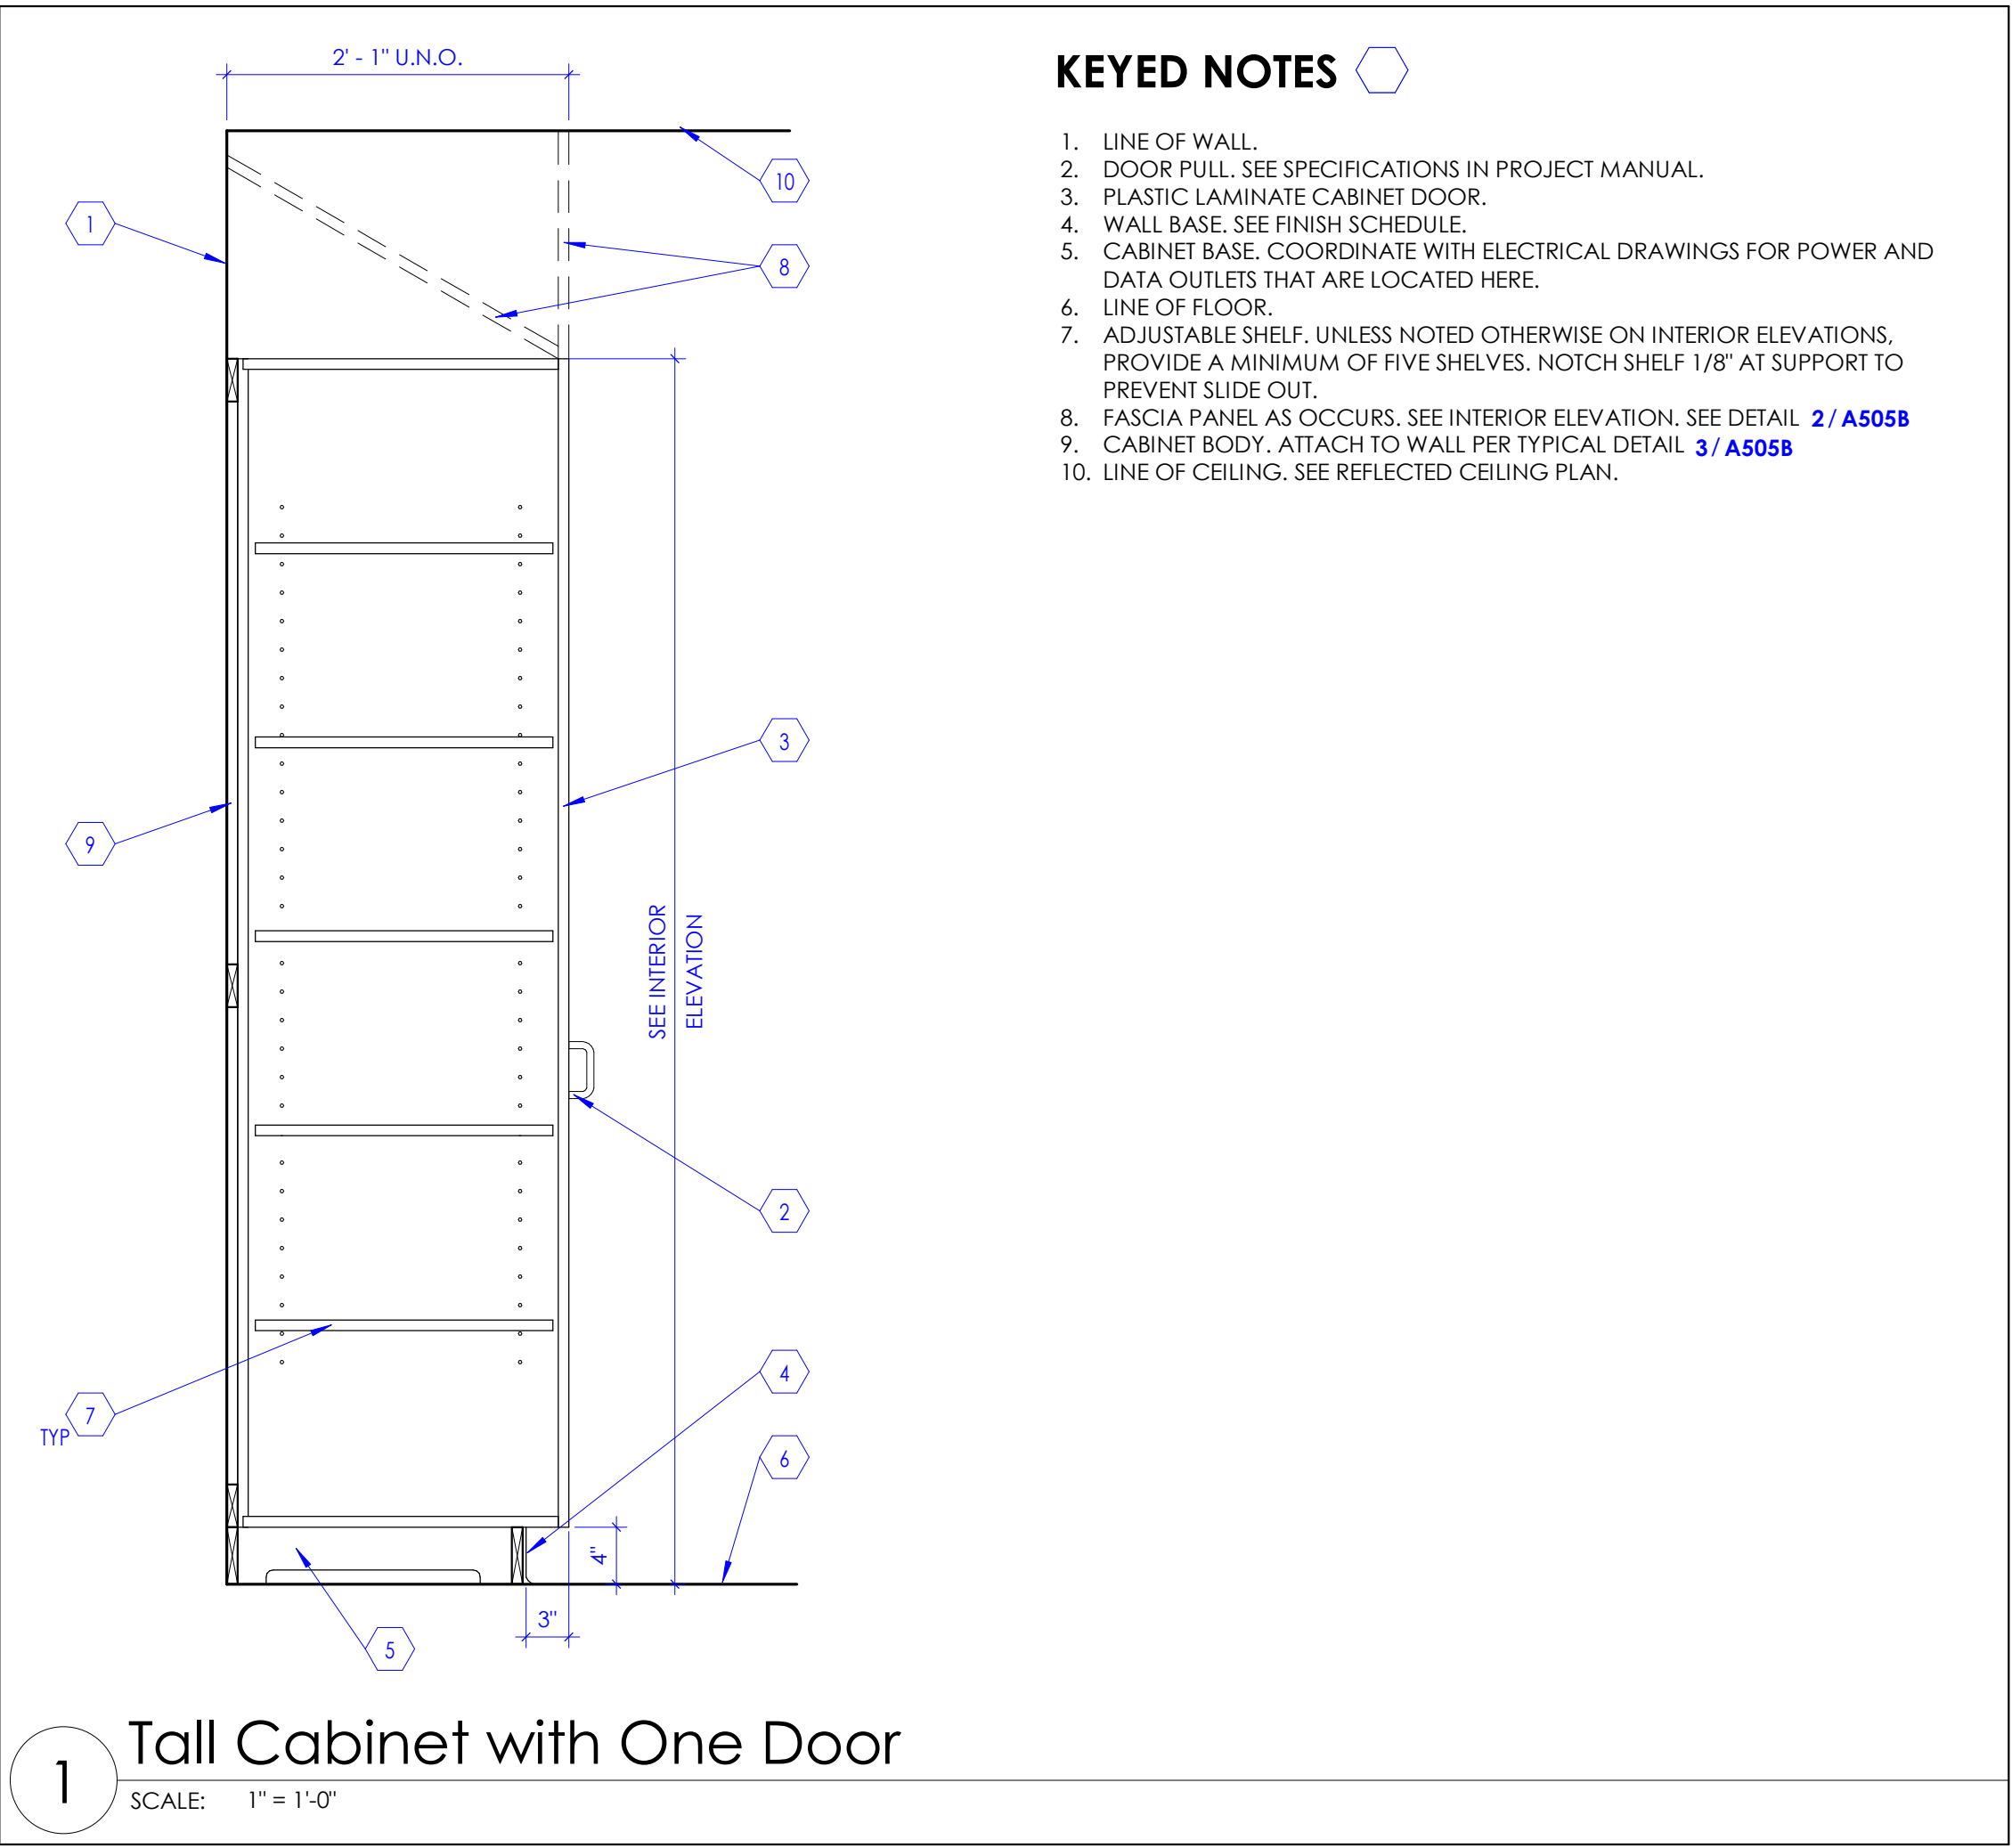 2' - 1" U.N.O.
10
1
8
3
9
SEE INTERIOR
ELEVATION
2
4
7
TYP
6
4"
3"
5
KEYED NOTES
1. LINE OF WALL.
2. DOOR PULL. SEE SPECIFICATIONS IN PROJECT MANUAL.
3. PLASTIC LAMINATE CABINET DOOR.
4. WALL BASE. SEE FINISH SCHEDULE.
5. CABINET BASE. COORDINATE WITH ELECTRICAL DRAWINGS FOR POWER AND
DATA OUTLETS THAT ARE LOCATED HERE.
6. LINE OF FLOOR.
7. ADJUSTABLE SHELF. UNLESS NOTED OTHERWISE ON INTERIOR ELEVATIONS,
PROVIDE A MINIMUM OF FIVE SHELVES. NOTCH SHELF 1/8" AT SUPPORT TO
PREVENT SLIDE OUT.
8. FASCIA PANEL AS OCCURS. SEE INTERIOR ELEVATION. SEE DETAIL 2/A505B
9. CABINET BODY. ATTACH TO WALL PER TYPICAL DETAIL 3/A505B
10. LINE OF CEILING. SEE REFLECTED CEILING PLAN.
1
Tall Cabinet with One Door
SCALE: 1" = 1'-0"